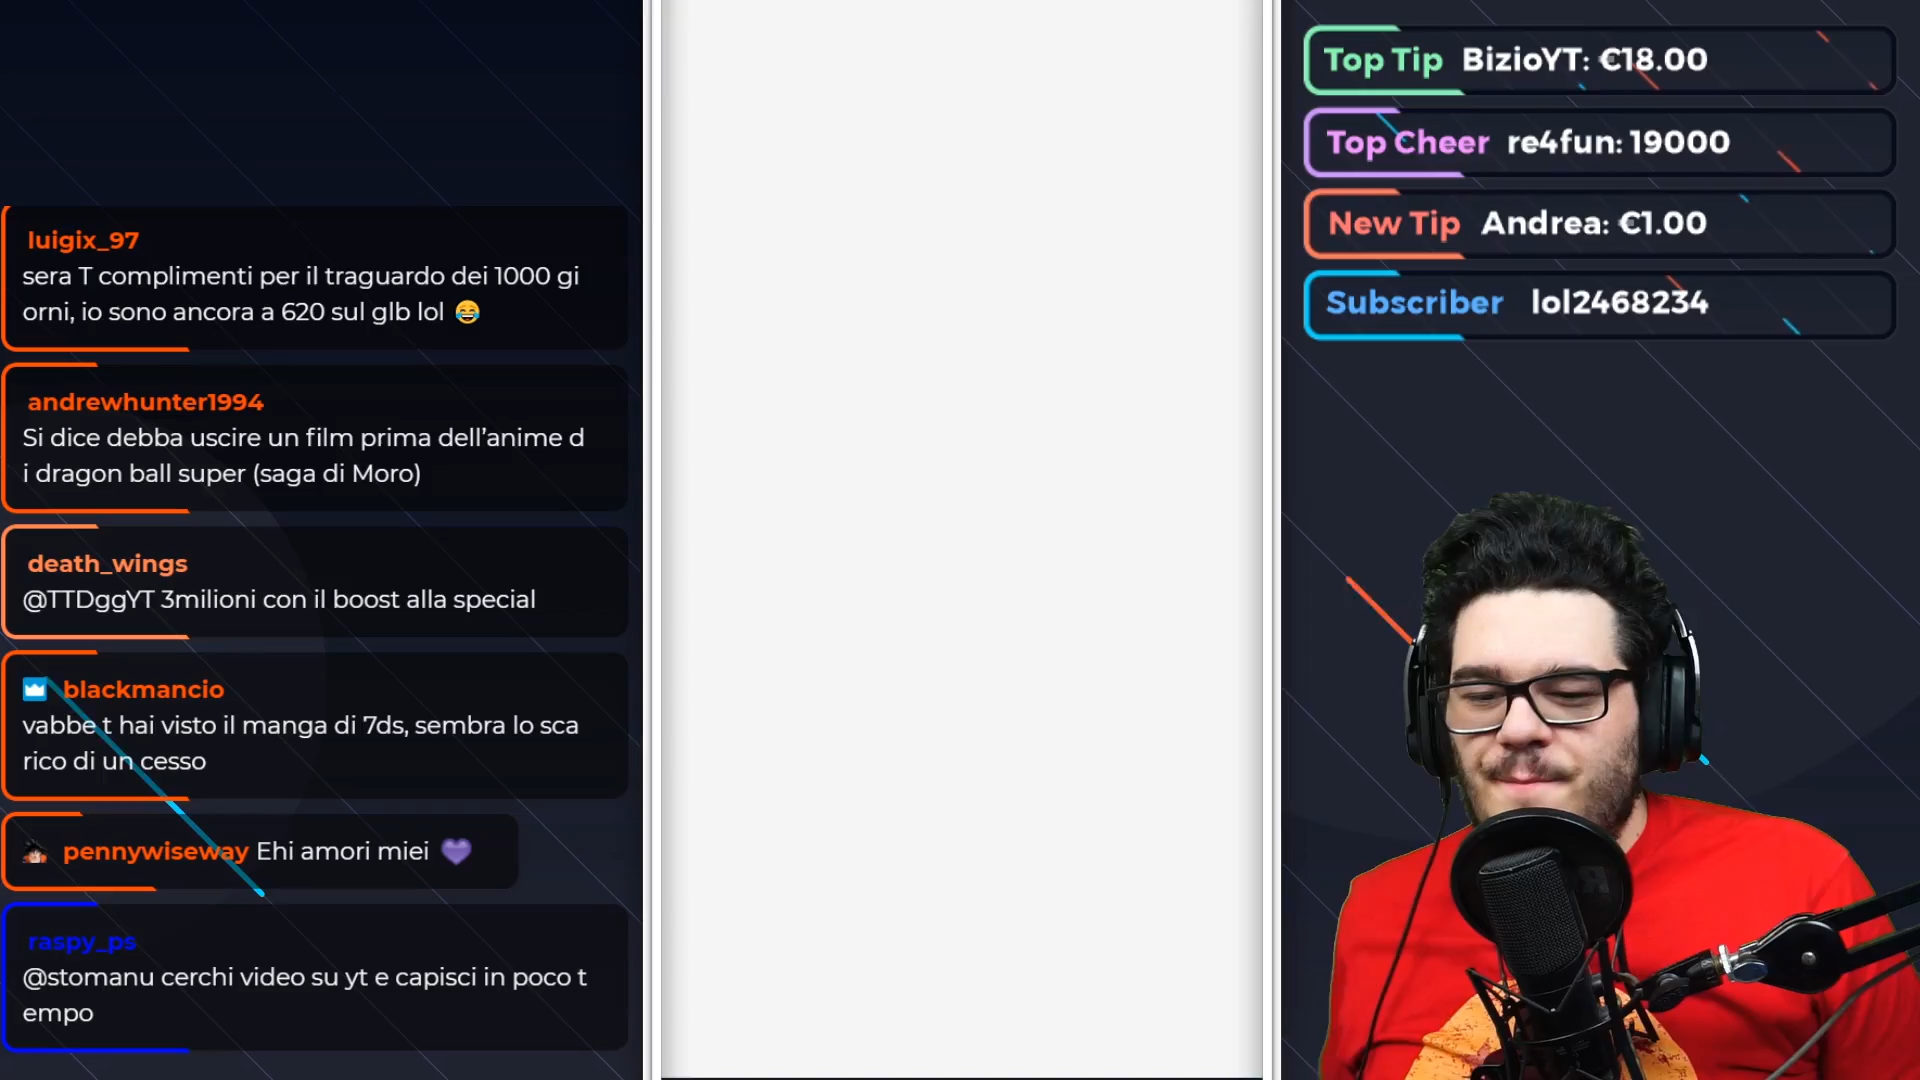 luigix_97
sera T complimenti per il traguardo dei 1000 gi
orni, io sono ancora a 620 sul glb lol 😂
andrewhunter1994
Si dice debba uscire un film prima dell’anime d
i dragon ball super (saga di Moro)
death_wings
@TTDggYT 3milioni con il boost alla special
blackmancio
vabbe t hai visto il manga di 7ds, sembra lo sca
rico di un cesso
pennywiseway Ehi amori miei 💜
raspy_ps
@stomanu cerchi video su yt e capisci in poco t
empo
Top Tip BizioYT: €18.00
Top Cheer re4fun: 19000
New Tip Andrea: €1.00
Subscriber lol2468234